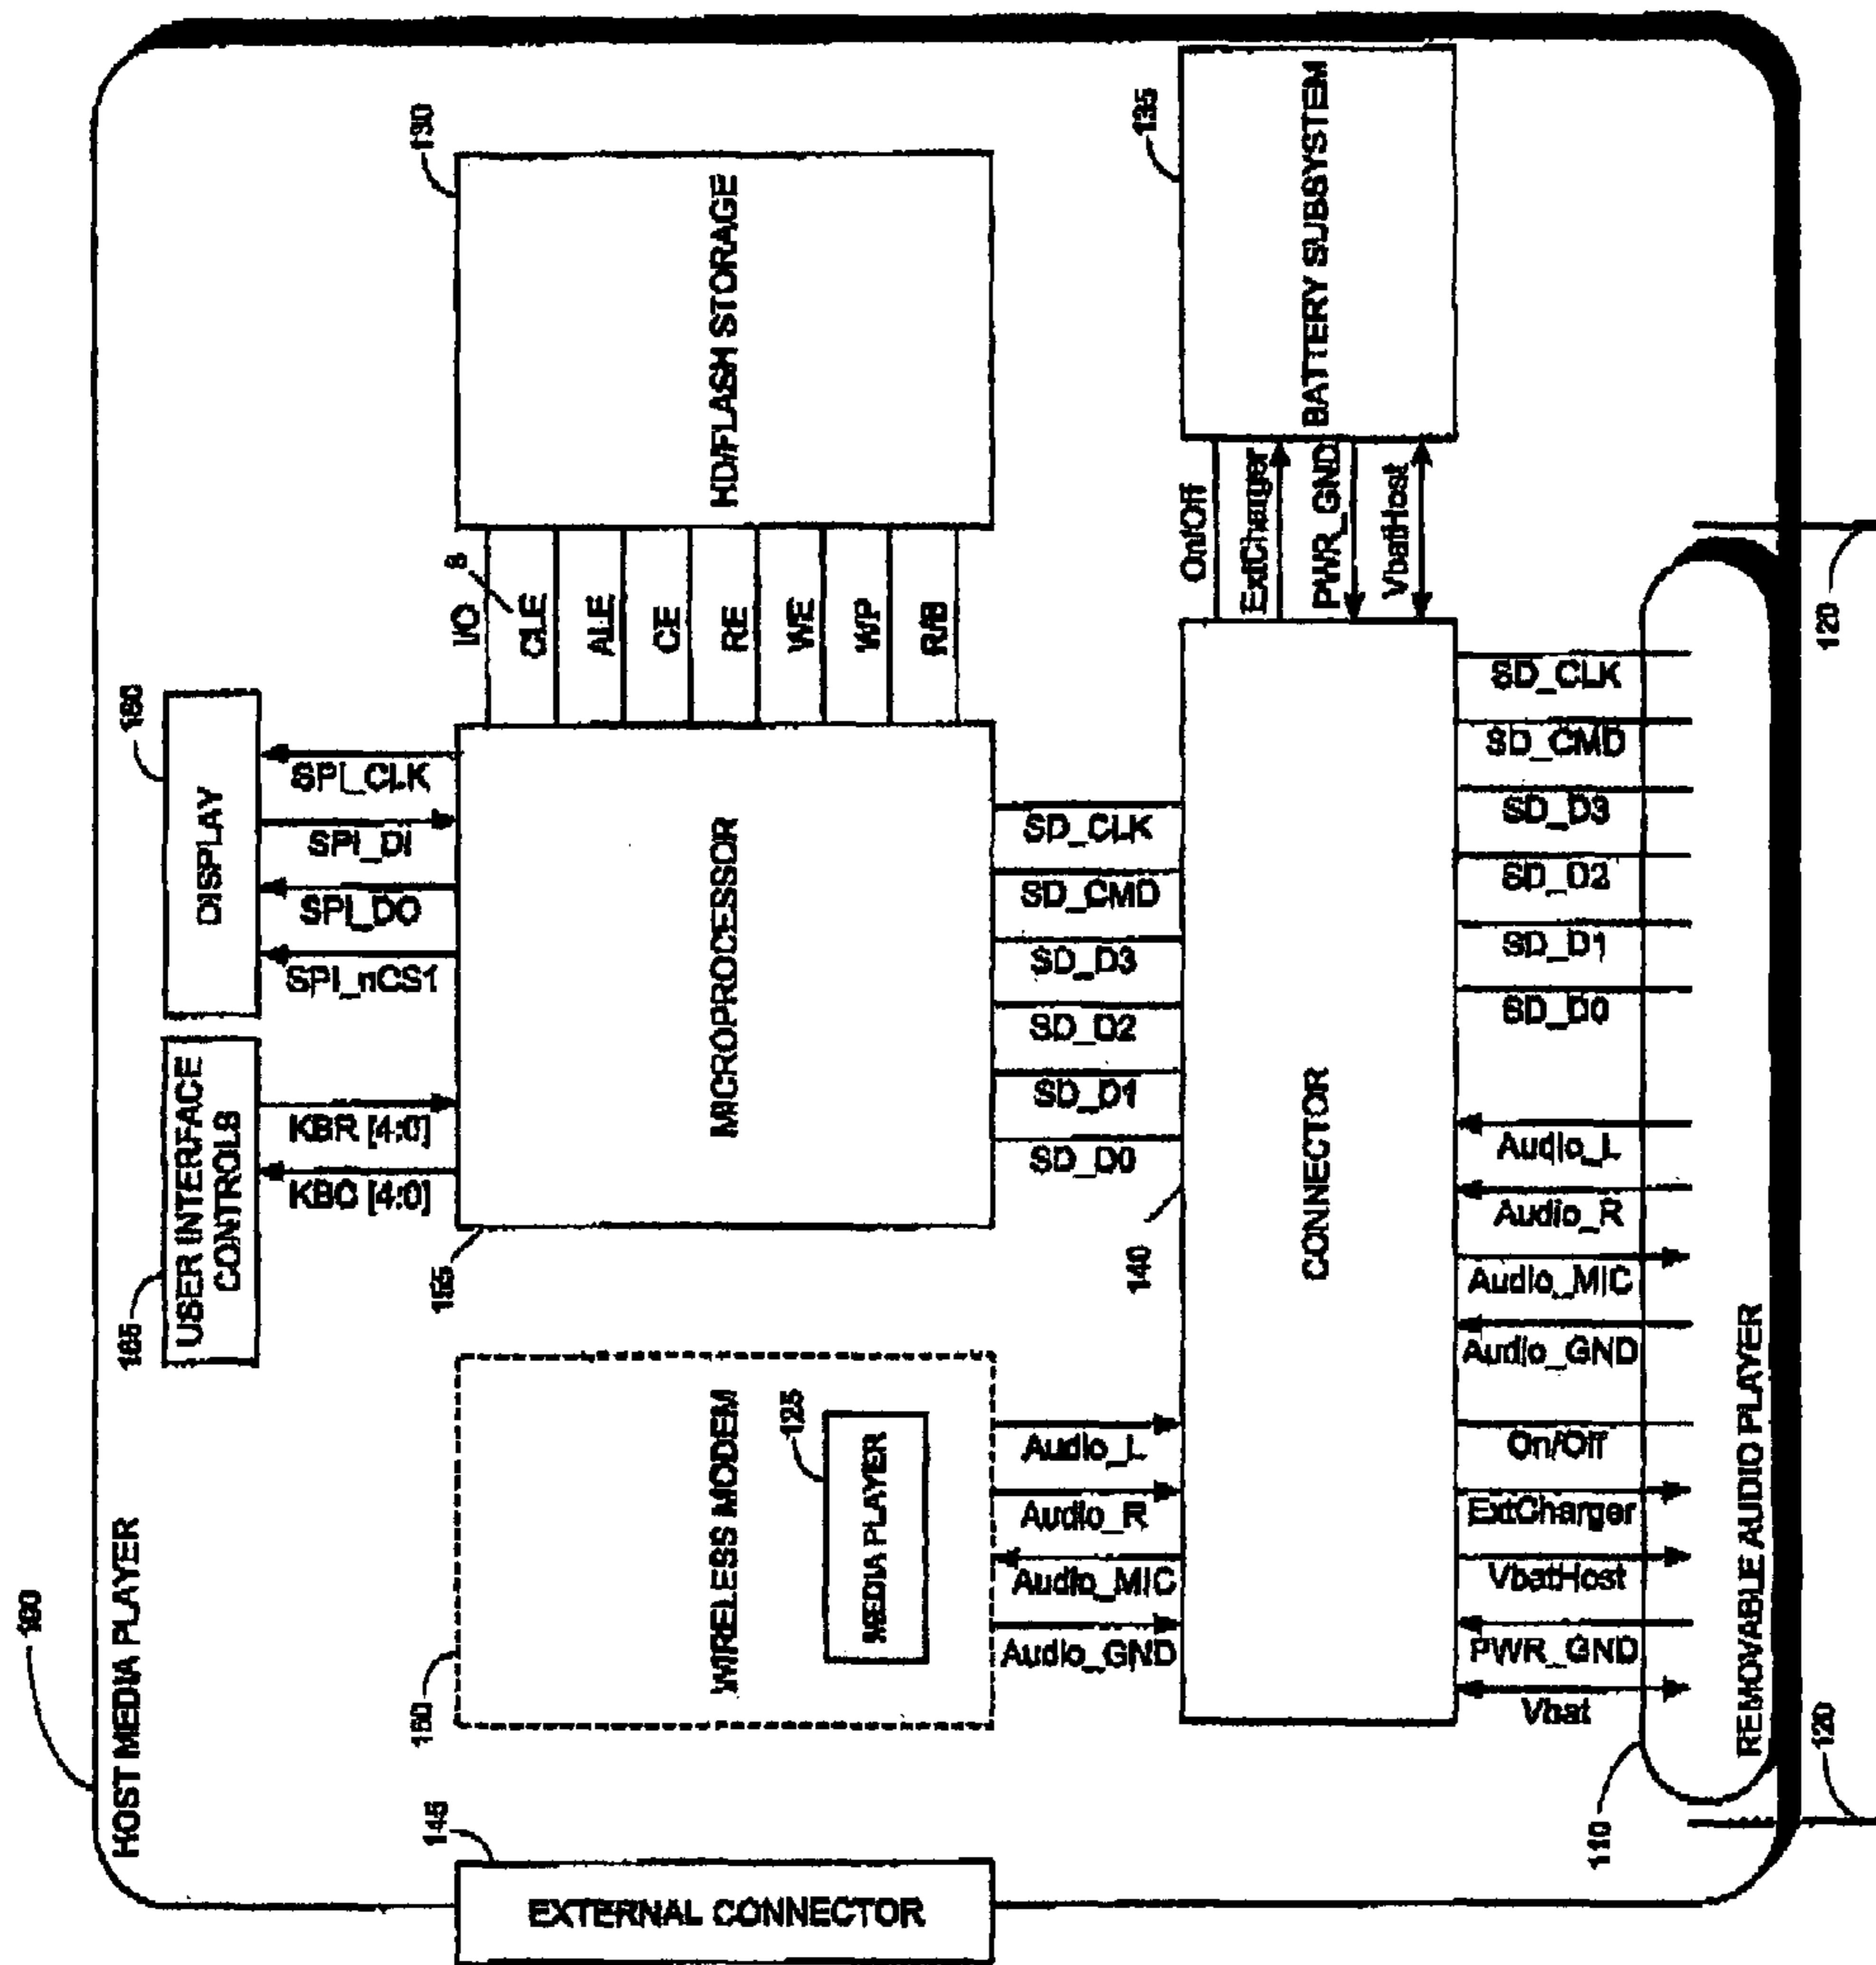 100
HOST MEDIA PLAYER
165
USER INTERFACE
CONTROLS
DISPLAY
KBC [4:0]
KBR [4:0]
SPI_nCS1
SPI_DO
SPI_DI
SPI_CLK
145
EXTERNAL CONNECTOR
WIRELESS MODEM
125
MEDIA PLAYER
155
MICROPROCESSOR
I/O
8
CLE
ALE
CE
RE
WE
WP
R/B
HD/FLASH STORAGE
Audio_GND
Audio_MIC
Audio_R
Audio_L
SD_D0
SD_D1
SD_D2
SD_D3
SD_CMD
SD_CLK
140
CONNECTOR
On/Off
ExtCharger
PWR_GND
VbatHost
135
BATTERY SUBSYSTEM
Vbat
PWR_GND
VbatHost
ExtCharger
On/Off
Audio_GND
Audio_MIC
Audio_R
Audio_L
SD_D0
SD_D1
SD_D2
SD_D3
SD_CMD
SD_CLK
110
REMOVABLE AUDIO PLAYER
120
120